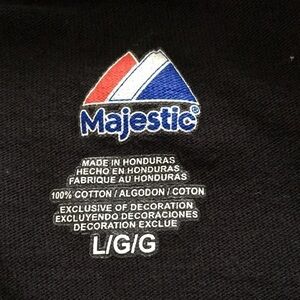 Majestic®
MADE IN HONDURAS
HECHO EN HONDURAS
FABRIQUE AU HONDURAS
100% COTTON / ALGODON / COTON
EXCLUSIVE OF DECORATION
EXCLUYENDO DECORACIONES
DECORATION EXCLUE
L/G/G